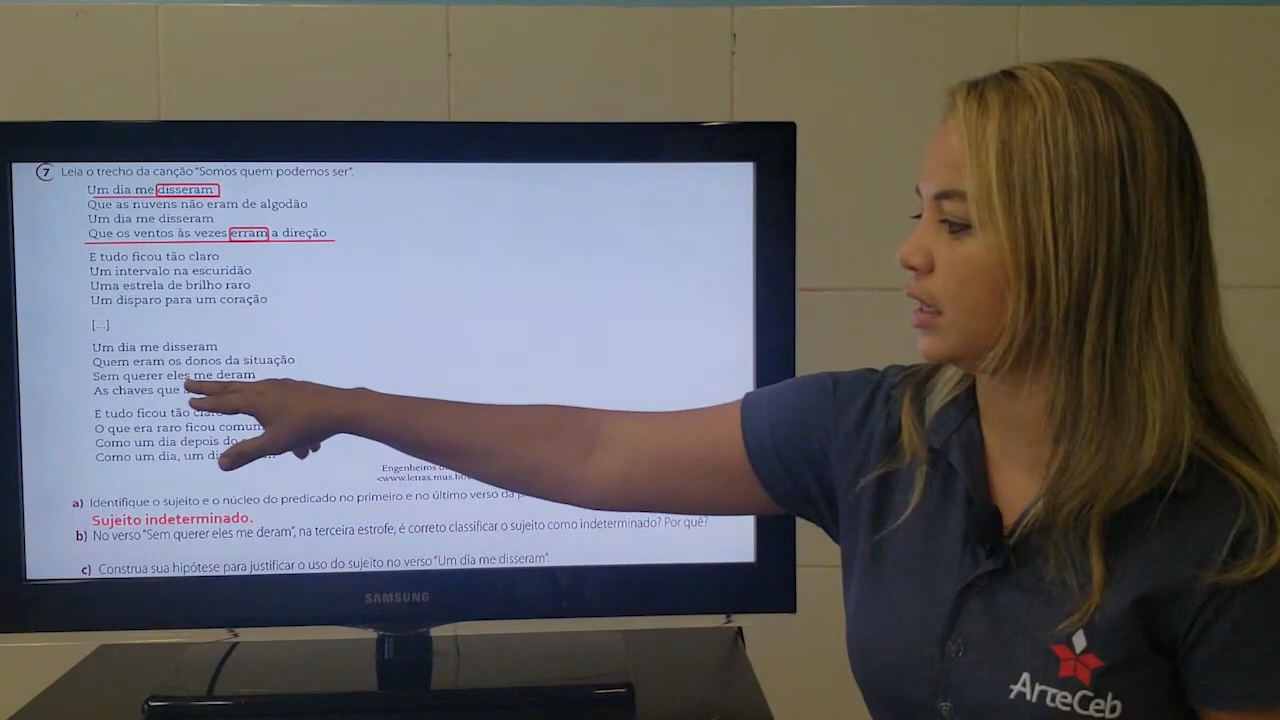 7 Leia o trecho da canção "Somos quem podemos ser".
Um dia me disseram
Que as nuvens não eram de algodão
Um dia me disseram
Que os ventos às vezes erram a direção
E tudo ficou tão claro
Um intervalo na escuridão
Uma estrela de brilho raro
Um disparo para um coração
[...]
Um dia me disseram
Quem eram os donos da situação
Sem querer eles me deram
As chaves que
E tudo ficou tão claro
O que era raro ficou comum
Como um dia depois do
Como um dia, um
Engenheiros
<www.letras.mus.b
a) Identifique o sujeito e o núcleo do predicado no primeiro e no último verso da
Sujeito indeterminado.
b) No verso "Sem querer eles me deram", na terceira estrofe, é correto classificar o sujeito como indeterminado? Por quê?
c) Construa sua hipótese para justificar o uso do sujeito no verso "Um dia me disseram".
SAMSUNG
ArteCeb